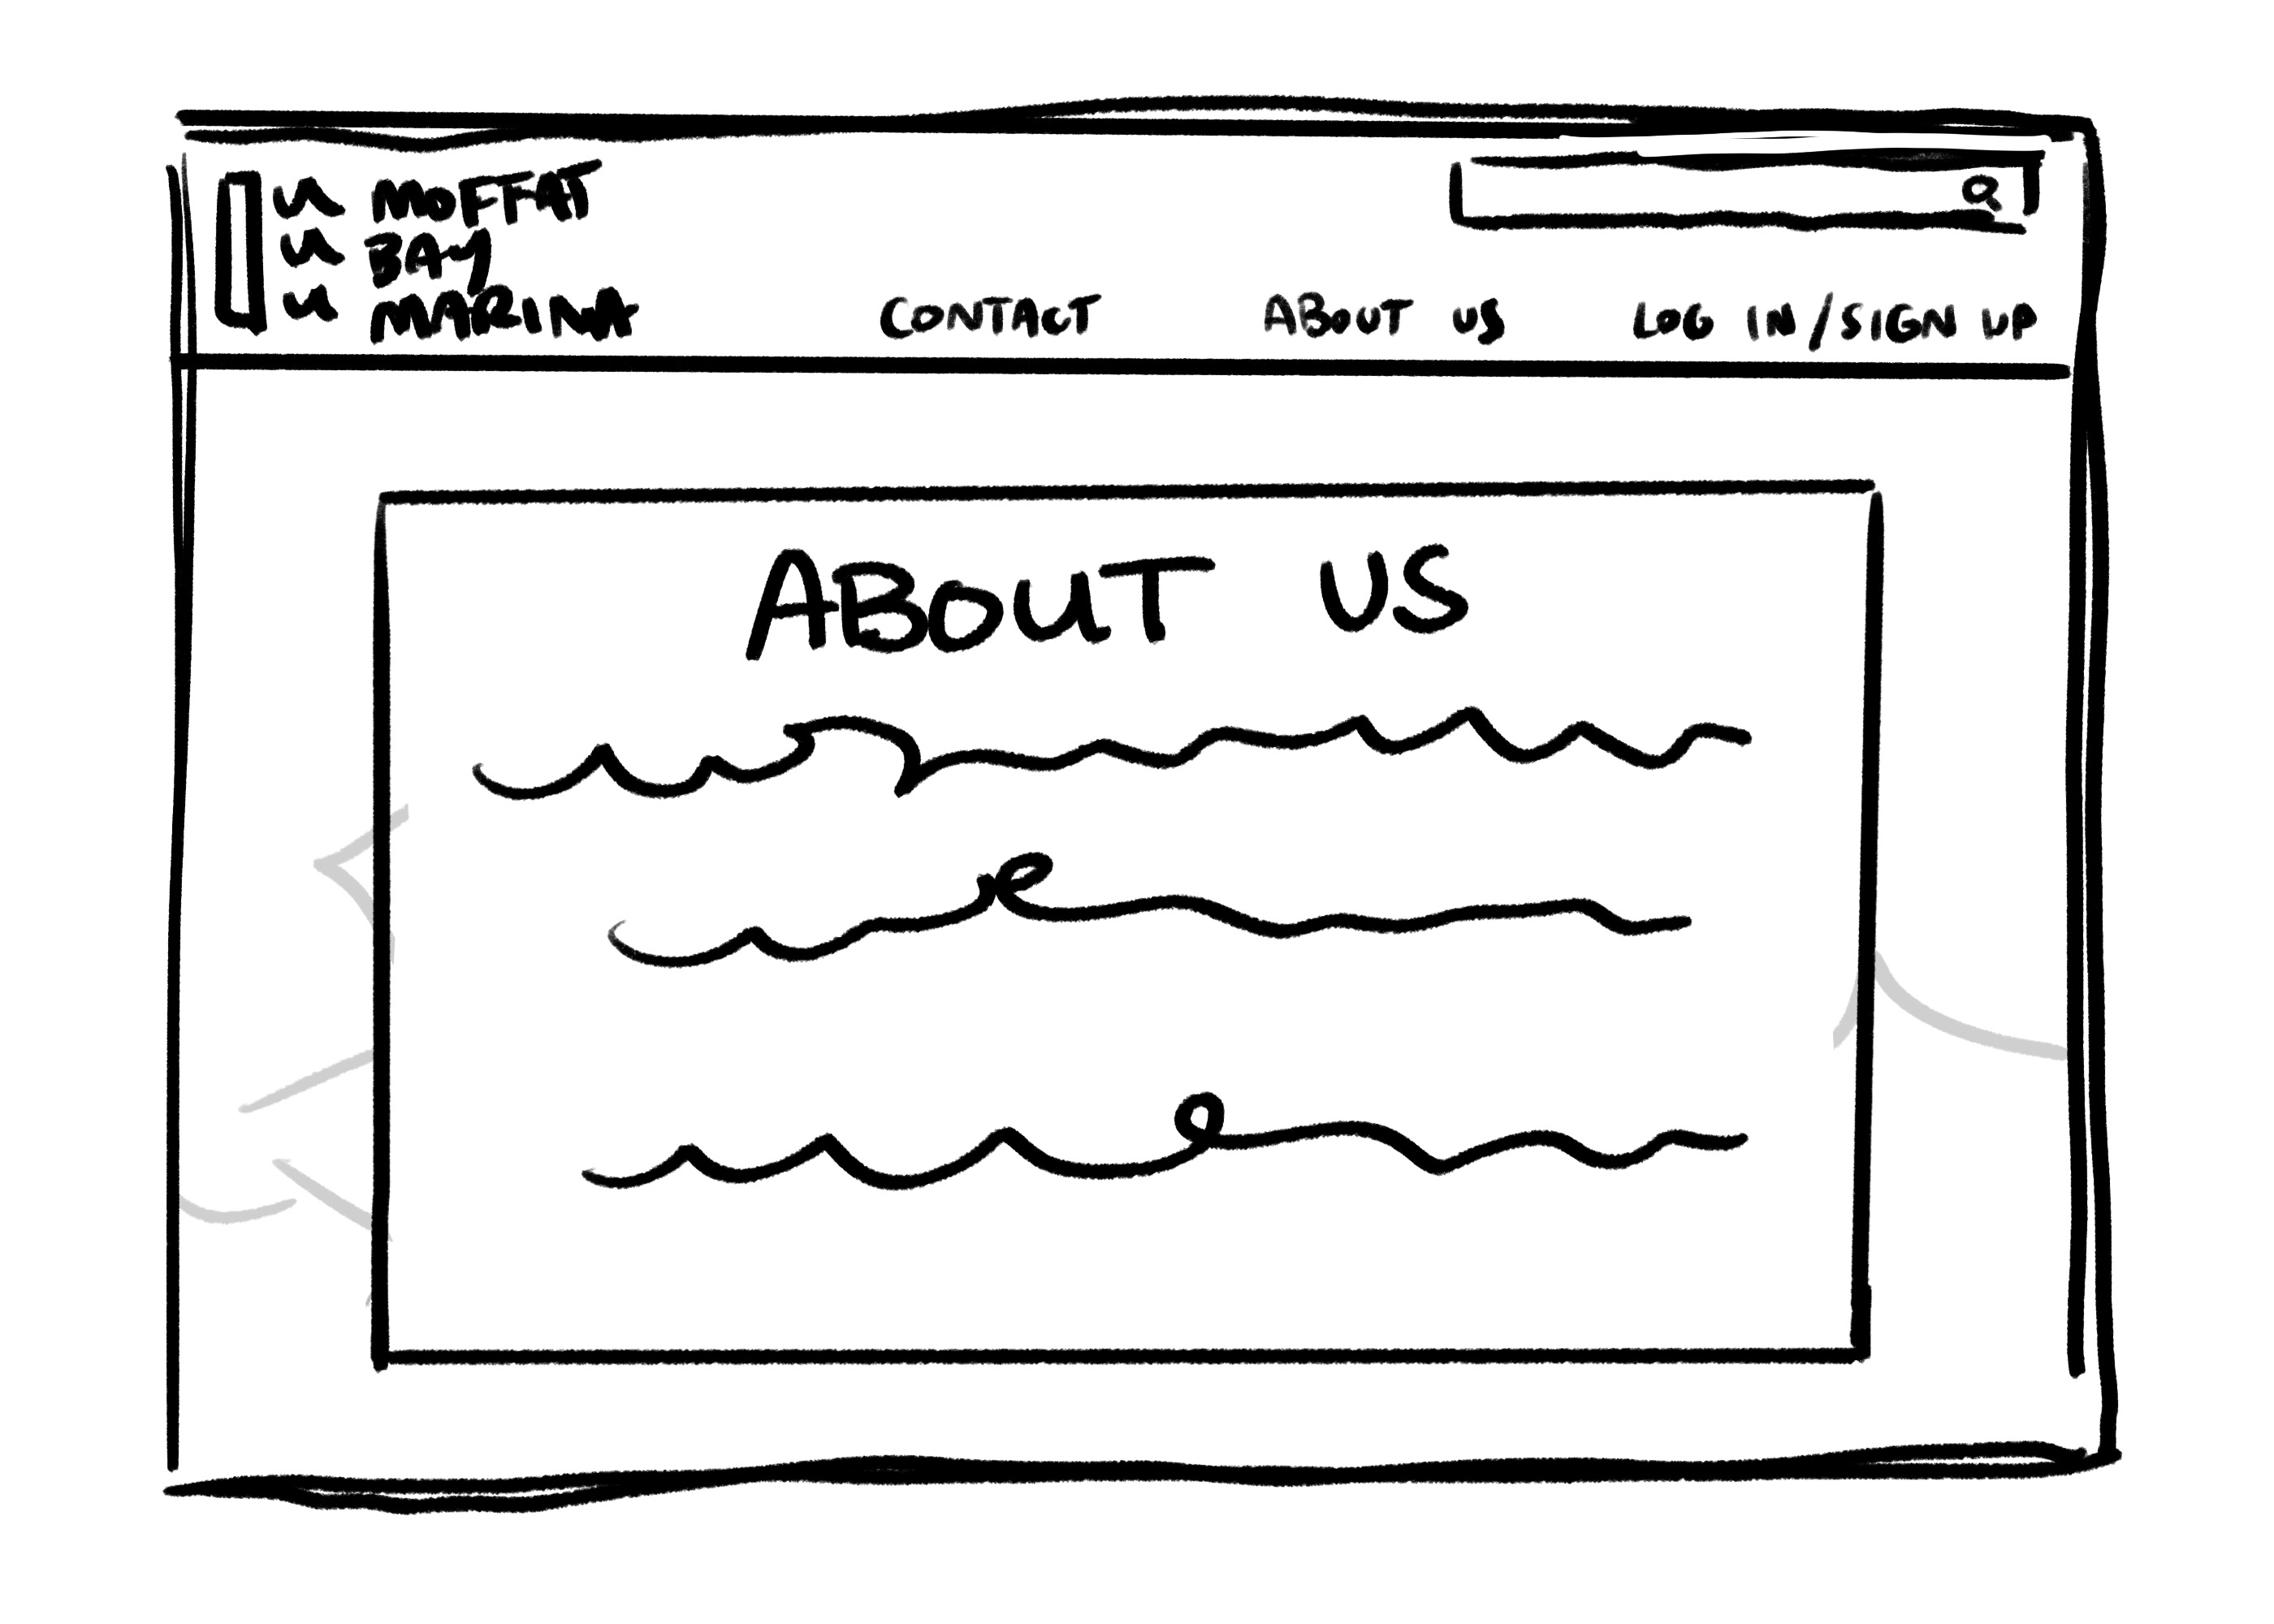 MOFFAT
BAY
MARINA
CONTACT ABOUT US LOG IN/SIGN UP
ABOUT US